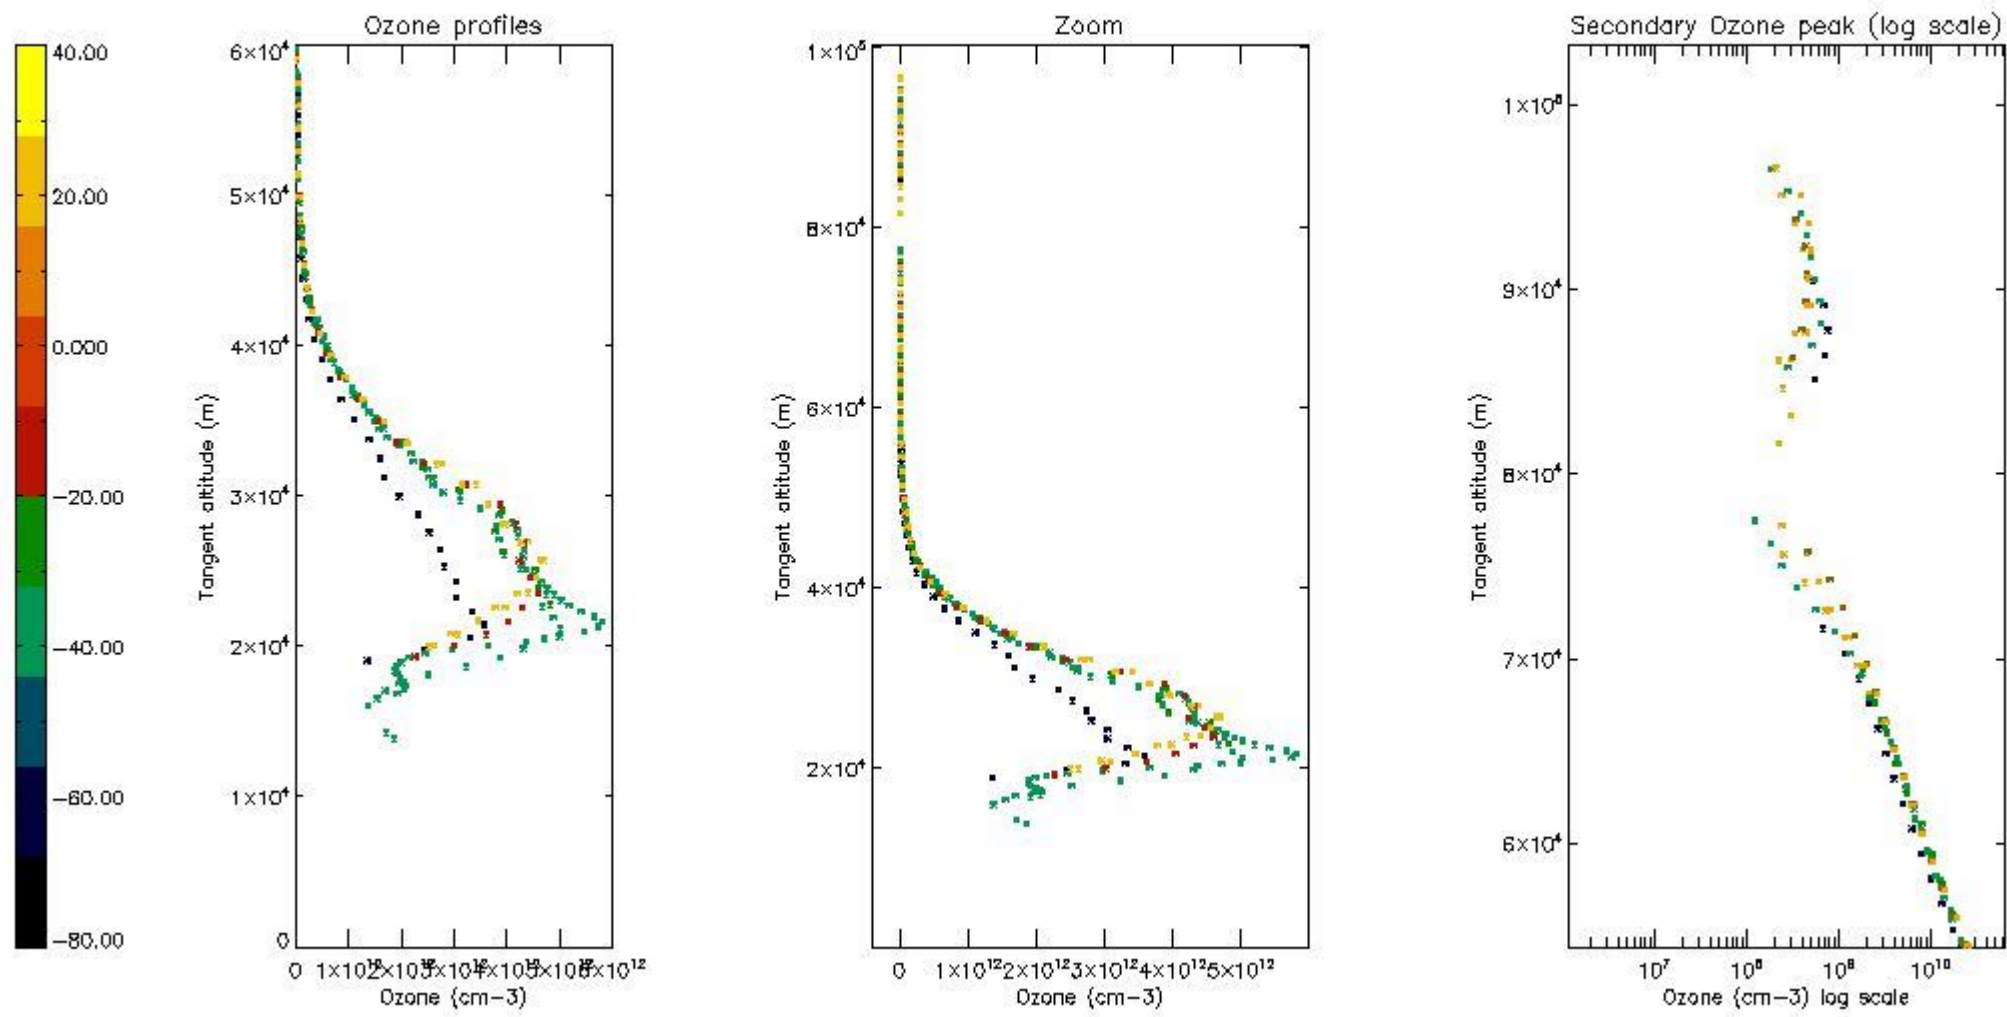 Ozone profiles
Zoom
Secondary Ozone peak (log scale)
40.00
20.00
0.000
−20.00
−40.00
−60.00
−80.00
6×10⁴
5×10⁴
4×10⁴
3×10⁴
2×10⁴
1×10⁴
0
Tangent altitude (m)
0 1×10¹²
Ozone (cm−3)
1×10⁵
8×10⁴
6×10⁴
4×10⁴
2×10⁴
Tangent altitude (m)
0 1×10¹² 2×10¹² 3×10¹² 4×10¹² 5×10¹²
Ozone (cm−3)
9×10⁴
8×10⁴
7×10⁴
6×10⁴
Tangent altitude (m)
10⁷ 10⁹ 10¹⁰
Ozone (cm−3) log scale